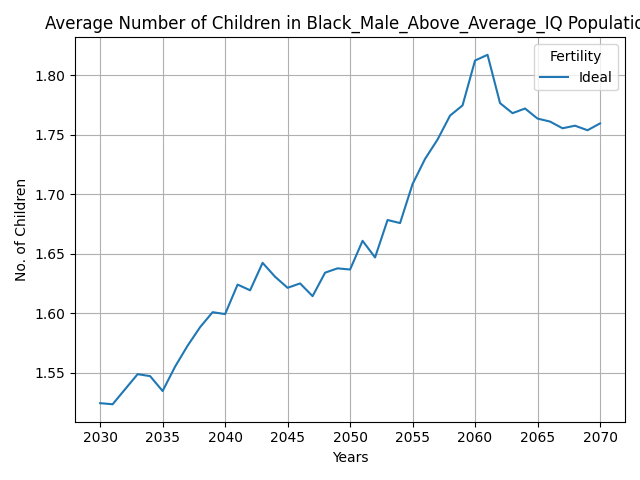 Average Number of Children in Black_Male_Above_Average_IQ Populatio
Fertility
Ideal
No. of Children
1.80
1.75
1.70
1.65
1.60
1.55
2030 2035 2040 2045 2050 2055 2060 2065 2070
Years